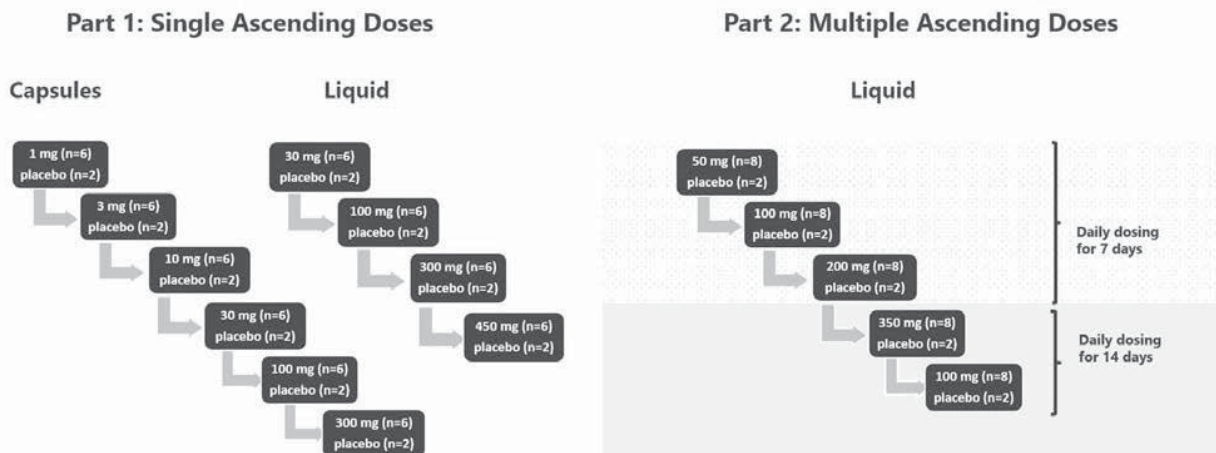 Part 1: Single Ascending Doses
Capsules
1 mg (n=6)
placebo (n=2)
3 mg (n=6)
placebo (n=2)
10 mg (n=6)
placebo (n=2)
30 mg (n=6)
placebo (n=2)
100 mg (n=6)
placebo (n=2)
300 mg (n=6)
placebo (n=2)
Liquid
30 mg (n=6)
placebo (n=2)
100 mg (n=6)
placebo (n=2)
300 mg (n=6)
placebo (n=2)
450 mg (n=6)
placebo (n=2)
Part 2: Multiple Ascending Doses
Liquid
50 mg (n=8)
placebo (n=2)
100 mg (n=8)
placebo (n=2)
200 mg (n=8)
placebo (n=2)
Daily dosing
for 7 days
350 mg (n=8)
placebo (n=2)
100 mg (n=8)
placebo (n=2)
Daily dosing
for 14 days